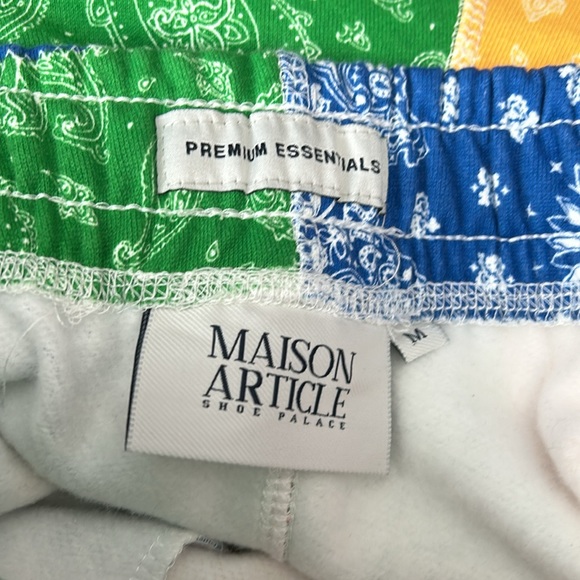 PREMIUM ESSENTIALS
MAISON
ARTICLE
SHOE PALACE
M